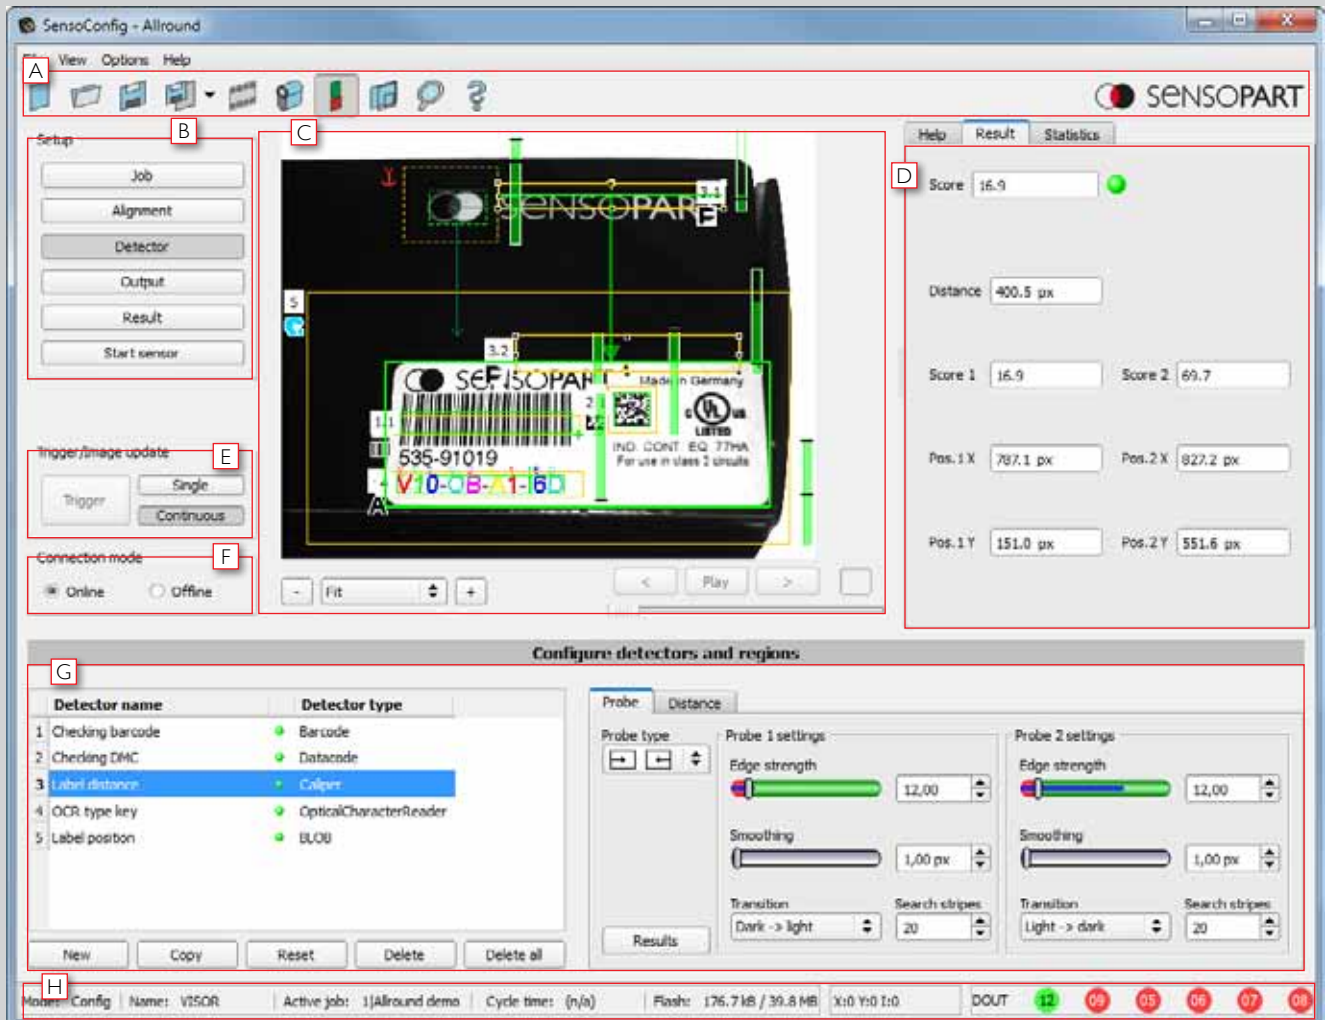 SensoConfig - Allround
View Options Help
A
SENSOPART
B
Setup
Job
Alignment
Detector
Output
Result
Start sensor
C
3.1
SENSOPART
F
5
3.2
F
SENSOPART
Made in Germany
1.1
2.
C UL US
LISTED
535-91019
IND. CONT. EQ. 77HA
For use in class 2 circuits
V10-OB-A1-I6D
A
- Fit +
< Play >
Help Result Statistics
D
Score 16.9
Distance 400.5 px
Score 1 16.9 Score 2 69.7
Pos.1 X 787.1 px Pos.2 X 827.2 px
Pos.1 Y 151.0 px Pos.2 Y 551.6 px
E
Trigger/Image update
Trigger
Single
Continuous
F
Connection mode
Online Offline
Configure detectors and regions
G
Detector name Detector type
1 Checking barcode Barcode
2 Checking DMC Datacode
3 Label distance Caliper
4 OCR type key OpticalCharacterReader
5 Label position BLOB
New Copy Reset Delete Delete all
Probe Distance
Probe type
Results
Probe 1 settings
Edge strength
12,00
Smoothing
1,00 px
Transition Search stripes
Dark -> light 20
Probe 2 settings
Edge strength
12,00
Smoothing
1,00 px
Transition Search stripes
Light -> dark 20
H
Mode: Config Name: VISOR Active job: 1|Allround demo Cycle time: (n/a) Flash: 176.7 kB / 39.8 MB X:0 Y:0 I:0 DOUT 12 09 05 06 07 08